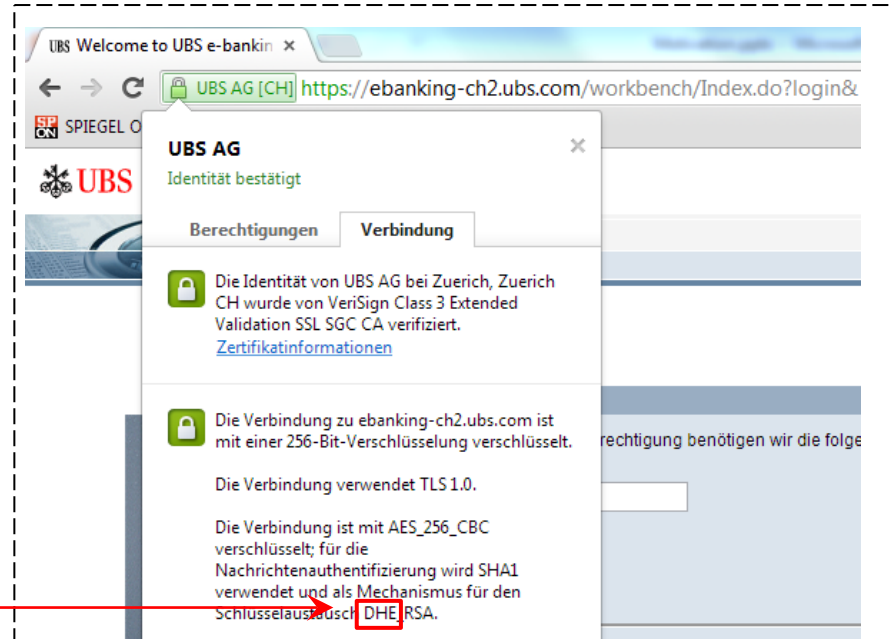 UBS Welcome to UBS e-bankin ×
UBS AG [CH] https://ebanking-ch2.ubs.com/workbench/Index.do?login&
SP ON SPIEGEL O
UBS
UBS AG
Identität bestätigt
Berechtigungen Verbindung
Die Identität von UBS AG bei Zuerich, Zuerich
CH wurde von VeriSign Class 3 Extended
Validation SSL SGC CA verifiziert.
Zertifikatinformationen
Die Verbindung zu ebanking-ch2.ubs.com ist
mit einer 256-Bit-Verschlüsselung verschlüsselt.
rechtigung benötigen wir die folge
Die Verbindung verwendet TLS 1.0.
Die Verbindung ist mit AES_256_CBC
verschlüsselt; für die
Nachrichtenauthentifizierung wird SHA1
verwendet und als Mechanismus für den
Schlüsselaustausch DHE_RSA.